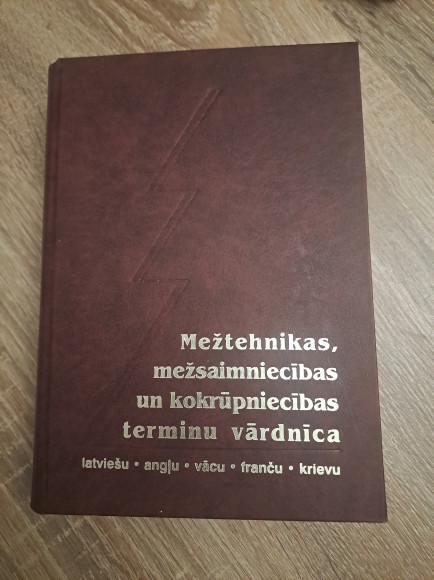 Mežtehnikas,
mežsaimniecības
un kokrūpniecības
terminu vārdnīca
latviešu • angļu • vācu • franču • krievu